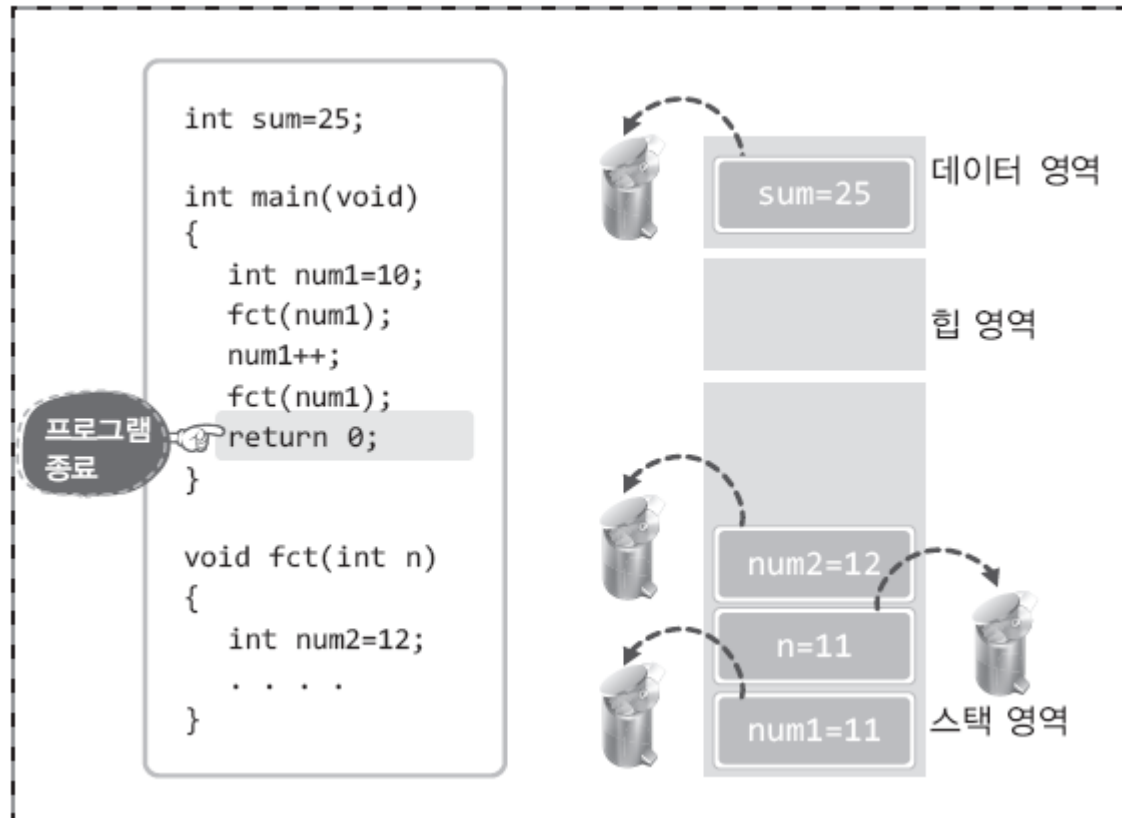 int sum=25;
int main(void)
{
int num1=10;
fct(num1);
num1++;
fct(num1);
return 0;
}
void fct(int n)
{
int num2=12;
. . . .
}
프로그램
종료
sum=25
데이터 영역
힙 영역
num2=12
n=11
num1=11
스택 영역